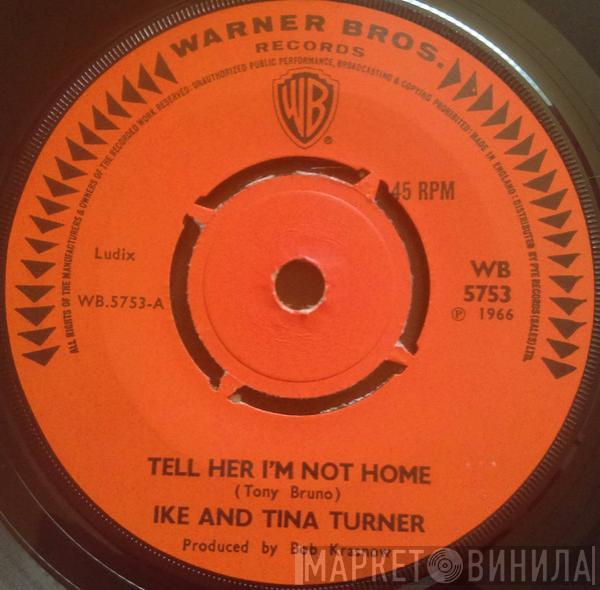 WARNER BROS.
RECORDS
ALL RIGHTS OF THE MANUFACTURERS & OWNERS OF THE RECORDED WORK RESERVED. UNAUTHORIZED PUBLIC PERFORMANCE, BROADCASTING & COPYING PROHIBITED: MADE IN ENGLAND: DISTRIBUTED BY PYE RECORDS (SALES) LTD.
WB
®
45 RPM
Ludix
WB
WB.5753-A
5753
℗ 1966
TELL HER I'M NOT HOME
(Tony Bruno)
IKE AND TINA TURNER
Produced by Bob Krasnow
МАРКЕТ ВИНИЛА